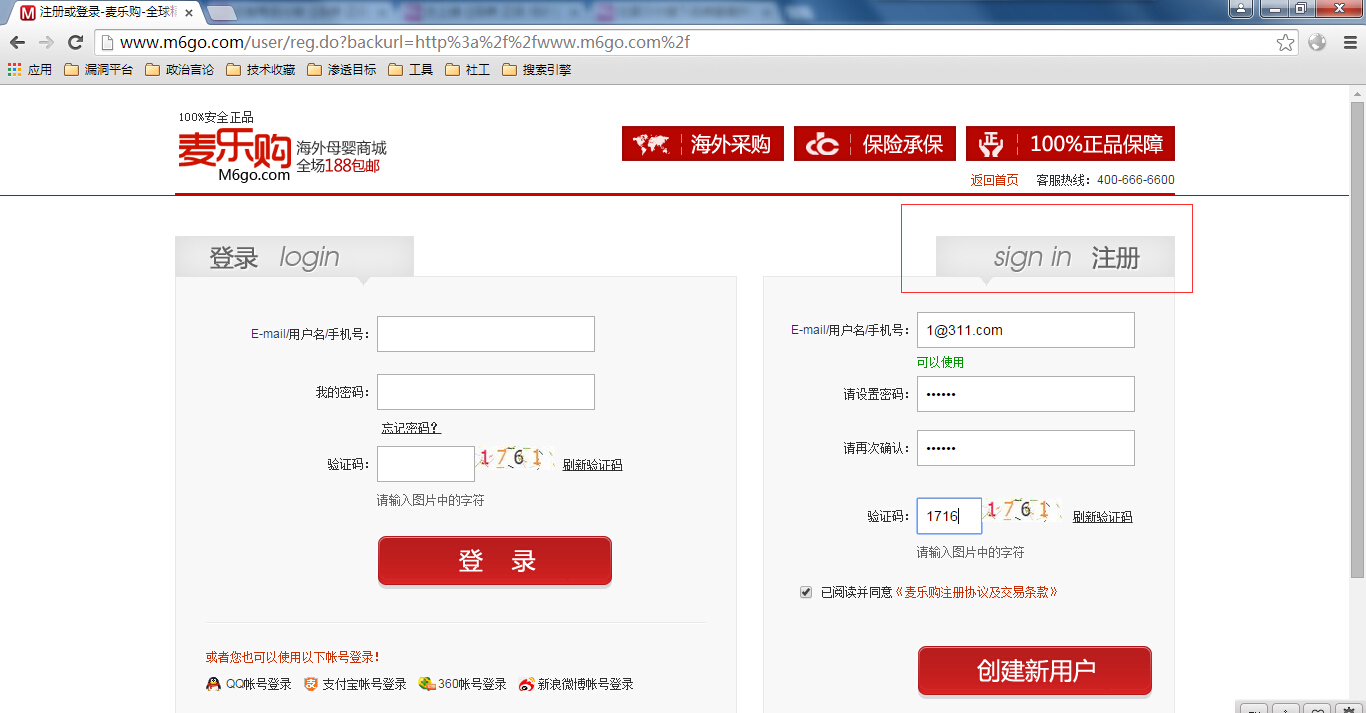 注册或登录-麦乐购-全球
www.m6go.com/user/reg.do?backurl=http%3a%2f%2fwww.m6go.com%2f
应用 漏洞平台 政治言论 技术收藏 渗透目标 工具 社工 搜索引擎
100%安全正品
麦乐购 海外母婴商城
M6go.com 全场188包邮
海外采购 保险承保 正 100%正品保障
返回首页 客服热线：400-666-6600
登录 login
sign in 注册
E-mail/用户名/手机号：
我的密码：
忘记密码？
验证码： 1761 刷新验证码
请输入图片中的字符
登 录
或者您也可以使用以下帐号登录！
QQ帐号登录 支付宝帐号登录 360帐号登录 新浪微博帐号登录
E-mail/用户名/手机号： 1@311.com
可以使用
请设置密码： ••••••
请再次确认： ••••••
验证码： 1716 1761 刷新验证码
请输入图片中的字符
已阅读并同意《麦乐购注册协议及交易条款》
创建新用户